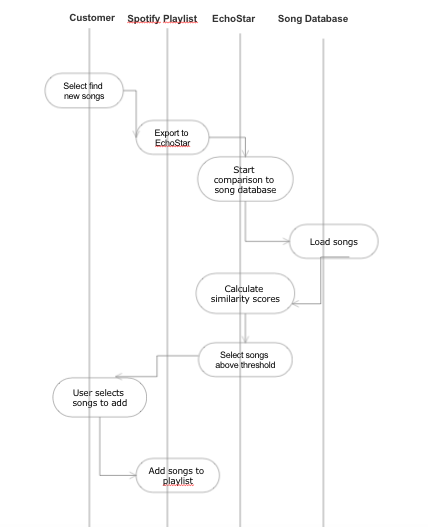 Customer Spotify Playlist EchoStar Song Database
Select find
new songs
Export to
EchoStar
Start
comparison to
song database
Load songs
Calculate
similarity scores
Select songs
above threshold
User selects
songs to add
Add songs to
playlist